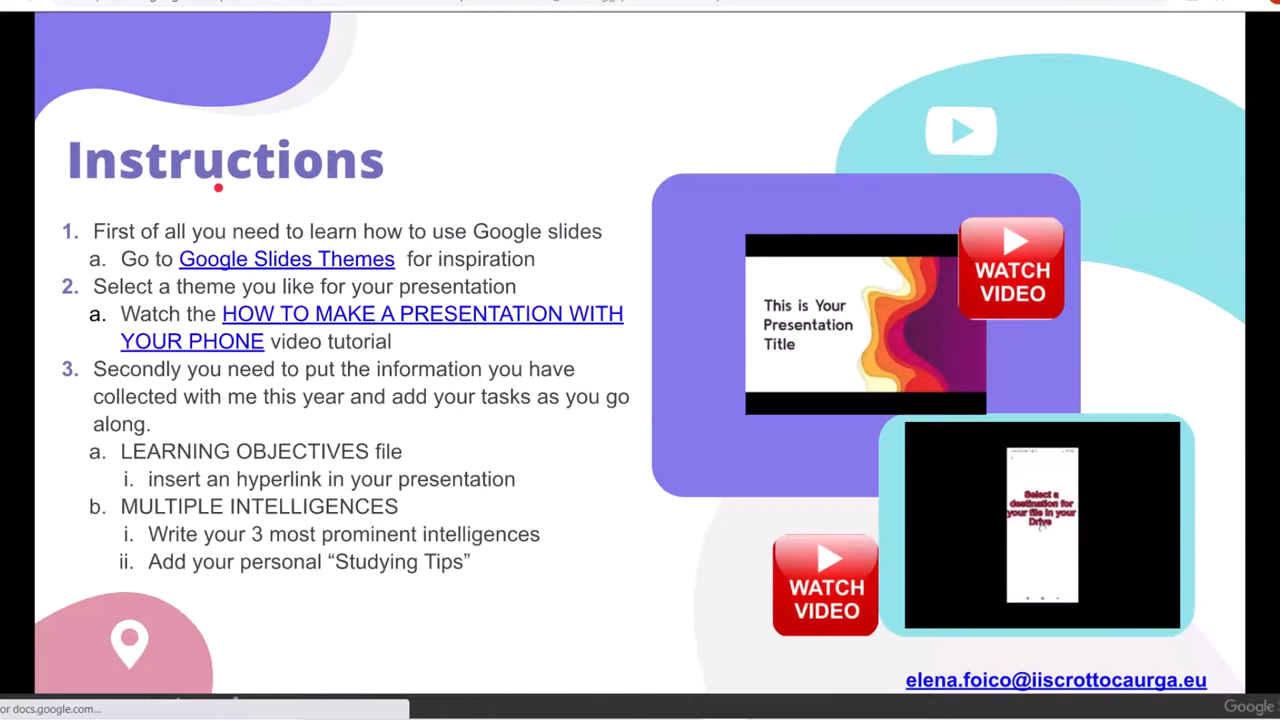 Instructions
1. First of all you need to learn how to use Google slides
a. Go to Google Slides Themes for inspiration
2. Select a theme you like for your presentation
a. Watch the HOW TO MAKE A PRESENTATION WITH
YOUR PHONE video tutorial
3. Secondly you need to put the information you have
collected with me this year and add your tasks as you go
along.
a. LEARNING OBJECTIVES file
i. insert an hyperlink in your presentation
b. MULTIPLE INTELLIGENCES
i. Write your 3 most prominent intelligences
ii. Add your personal “Studying Tips”
This is Your
Presentation
Title
WATCH
VIDEO
Select a
destination for
your file in your
Drive
WATCH
VIDEO
elena.foico@iiscrottocaurga.eu
or docs.google.com...
Google